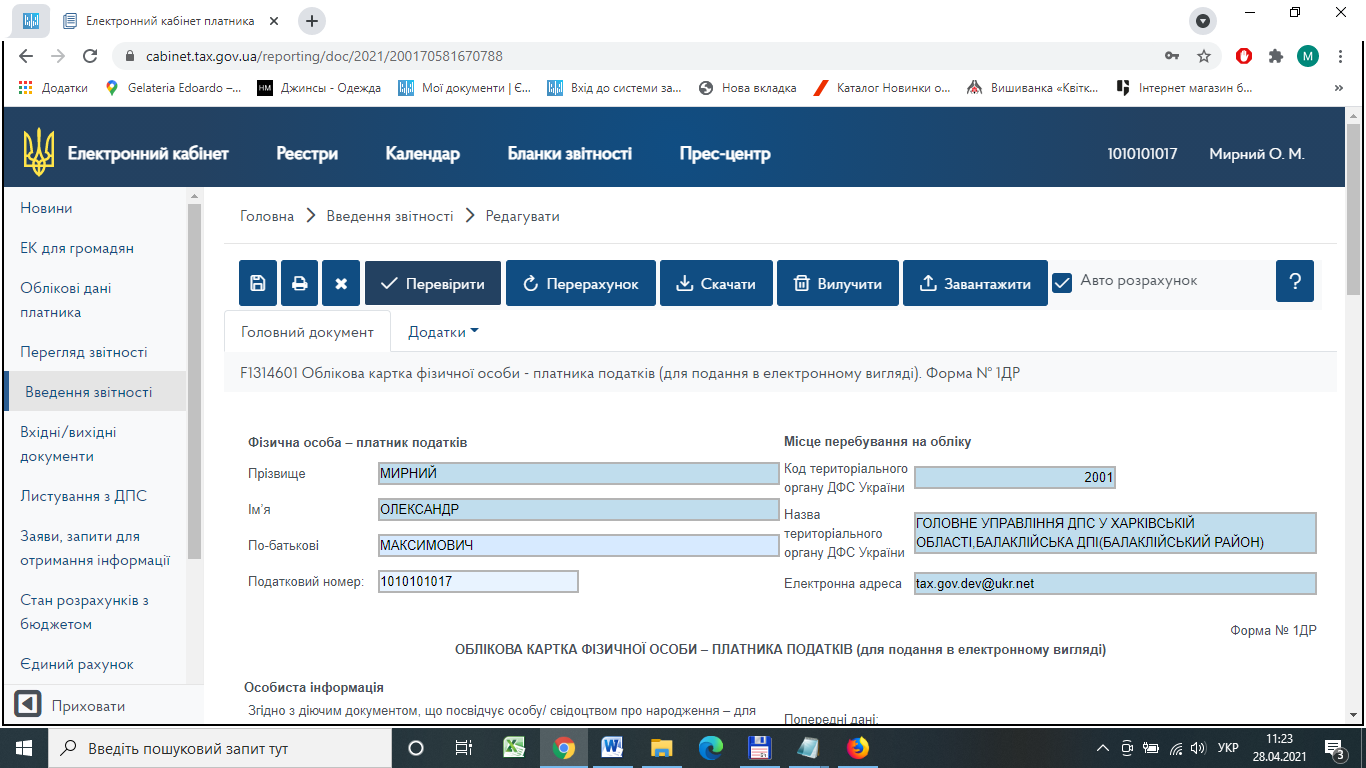 Електронний кабінет платника
cabinet.tax.gov.ua/reporting/doc/2021/200170581670788
M
Додатки
Gelateria Edoardo –...
HM
Джинсы - Одежда
Мої документи | Є...
Вхід до системи за...
Нова вкладка
Каталог Новинки о...
Вишиванка «Квітк...
Інтернет магазин б...
»
Електронний кабінет
Реєстри
Календар
Бланки звітності
Прес-центр
1010101017
Мирний О. М.
Новини
ЕК для громадян
Облікові дані
платника
Перегляд звітності
Введення звітності
Вхідні/вихідні
документи
Листування з ДПС
Заяви, запити для
отримання інформації
Стан розрахунків з
бюджетом
Єдиний рахунок
Приховати
Головна > Введення звітності > Редагувати
Перевірити
Перерахунок
Скачати
Вилучити
Завантажити
Авто розрахунок
?
Головний документ
Додатки
F1314601 Облікова картка фізичної особи - платника податків (для подання в електронному вигляді). Форма № 1ДР
Фізична особа – платник податків
Прізвище
МИРНИЙ
Ім’я
ОЛЕКСАНДР
По-батькові
МАКСИМОВИЧ
Податковий номер:
1010101017
Місце перебування на обліку
Код територіального
органу ДФС України
2001
Назва
територіального
органу ДФС України
ГОЛОВНЕ УПРАВЛІННЯ ДПС У ХАРКІВСЬКІЙ
ОБЛАСТІ,БАЛАКЛІЙСЬКА ДПІ(БАЛАКЛІЙСЬКИЙ РАЙОН)
Електронна адреса
tax.gov.dev@ukr.net
Форма № 1ДР
ОБЛІКОВА КАРТКА ФІЗИЧНОЇ ОСОБИ – ПЛАТНИКА ПОДАТКІВ (для подання в електронному вигляді)
Особиста інформація
Згідно з діючим документом, що посвідчує особу/ свідоцтвом про народження – для
Попередні дані:
Введіть пошуковий запит тут
51
УКР
11:23
28.04.2021
3